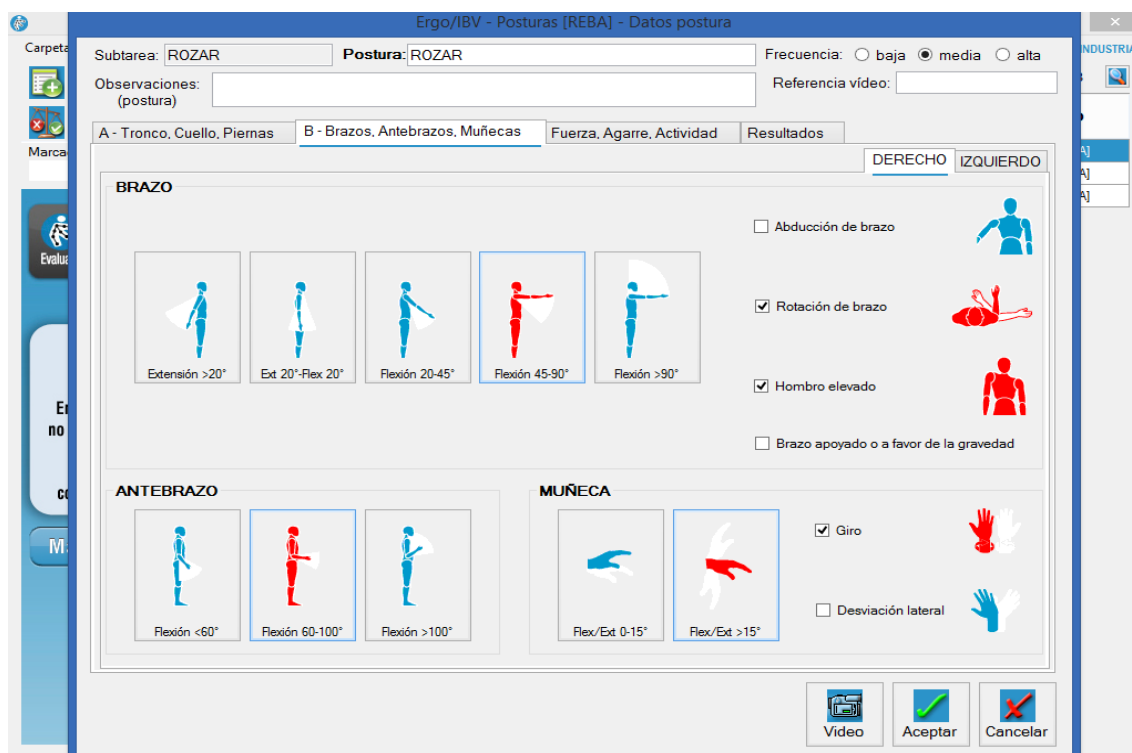 Ergo/IBV - Posturas [REBA] - Datos postura
Carpeta
INDUSTRIA
Subtarea: ROZAR Postura: ROZAR Frecuencia: baja media alta
Observaciones: Referencia vídeo:
(postura)
A - Tronco, Cuello, Piernas B - Brazos, Antebrazos, Muñecas Fuerza, Agarre, Actividad Resultados
Marca
DERECHO IZQUIERDO
A]
A]
A]
BRAZO
Abducción de brazo
Evalua
Rotación de brazo
Extensión >20° Ext 20°-Flex 20° Flexión 20-45° Flexión 45-90° Flexión >90°
Hombro elevado
no
Brazo apoyado o a favor de la gravedad
ANTEBRAZO MUÑECA
Giro
M
Desviación lateral
Flexión <60° Flexión 60-100° Flexión >100° Flex/Ext 0-15° Flex/Ext >15°
Video Aceptar Cancelar